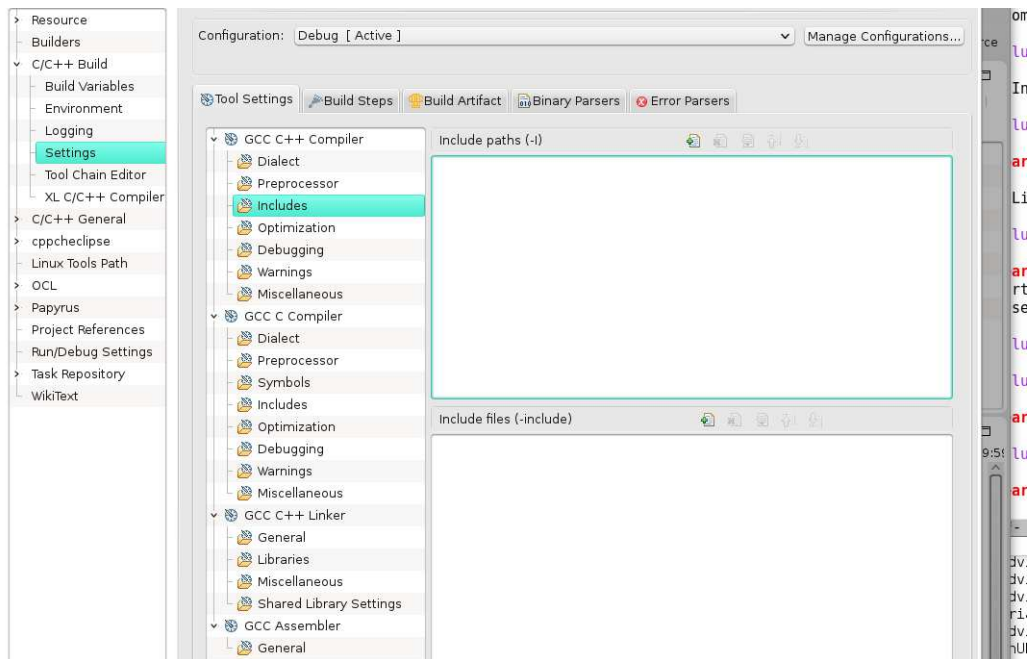 Resource
Builders
C/C++ Build
Build Variables
Environment
Logging
Settings
Tool Chain Editor
XL C/C++ Compiler
C/C++ General
cppcheclipse
Linux Tools Path
OCL
Papyrus
Project References
Run/Debug Settings
Task Repository
WikiText
Configuration: Debug [ Active ] Manage Configurations...
Tool Settings Build Steps Build Artifact Binary Parsers Error Parsers
GCC C++ Compiler
Dialect
Preprocessor
Includes
Optimization
Debugging
Warnings
Miscellaneous
GCC C Compiler
Dialect
Preprocessor
Symbols
Includes
Optimization
Debugging
Warnings
Miscellaneous
GCC C++ Linker
General
Libraries
Miscellaneous
Shared Library Settings
GCC Assembler
General
Include paths (-I)
Include files (-include)